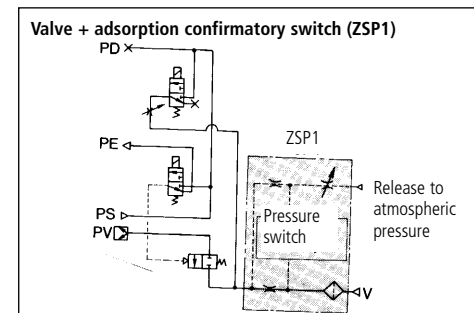 Valve + adsorption confirmatory switch (ZSP1)
PD
PE
ZSP1
PS
PV
Pressure
switch
Release to
atmospheric
pressure
V